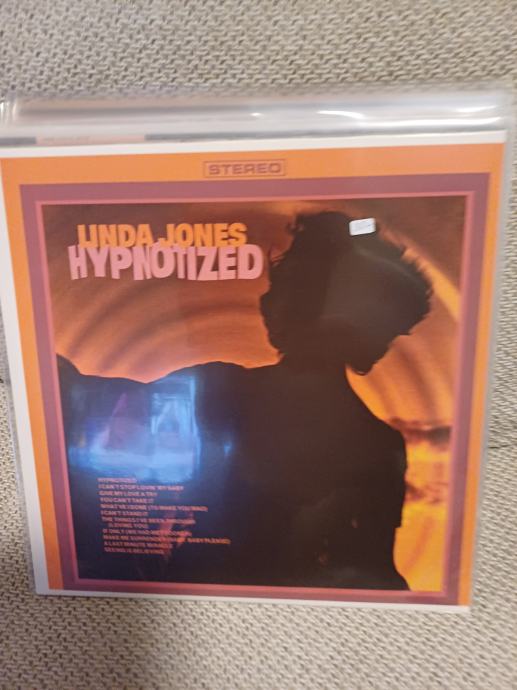 STEREO
LINDA JONES
HYPNOTIZED
HYPNOTIZED
I CAN'T STOP LOVIN' MY BABY
GIVE MY LOVE A TRY
YOU CAN'T TAKE IT
WHAT'VE I DONE (TO MAKE YOU MAD)
I CAN'T STAND IT
THE THINGS I'VE BEEN THROUGH
(LOVING YOU)
IF ONLY (WE HAD MET SOONER)
MAKE ME SURRENDER (BABY, BABY PLEASE)
A LAST MINUTE MIRACLE
SEEING IS BELIEVING